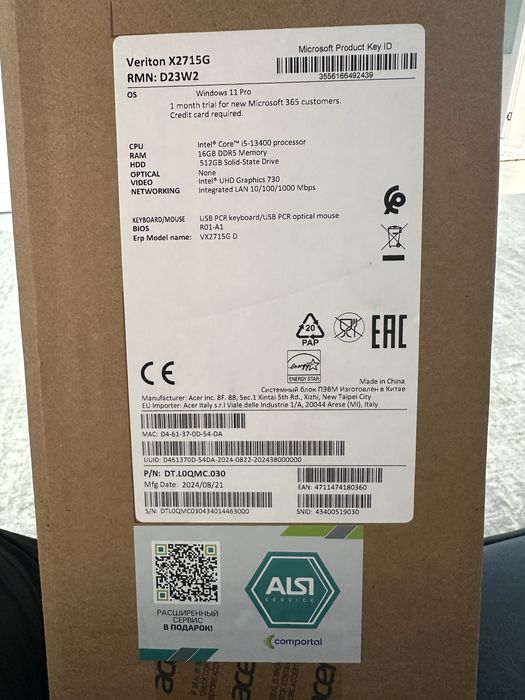 Veriton X2715G
RMN: D23W2
Microsoft Product Key ID
3556166492439
OS Windows 11 Pro
1 month trial for new Microsoft 365 customers.
Credit card required.
CPU Intel® Core™ i5-13400 processor
RAM 16GB DDR5 Memory
HDD 512GB Solid-State Drive
OPTICAL None
VIDEO Intel® UHD Graphics 730
NETWORKING Integrated LAN 10/100/1000 Mbps
KEYBOARD/MOUSE USB PCR keyboard/USB PCR optical mouse
BIOS R01-A1
Erp Model name: VX2715G D
20
PAP
EAC
energy
ENERGY STAR
CE
Made in China
Системный блок ПЭВМ Изготовлен в Китае
Manufacturer: Acer Inc. 8F. 88, Sec.1 Xintai 5th Rd., Xizhi, New Taipei City
EU Importer: Acer Italy s.r.l Viale delle Industrie 1/A, 20044 Arese (MI), Italy
MAC: D4-61-37-0D-54-DA
UUID: D461370D-54DA-2024-0822-202438000000
P/N: DT.L0QMC.030
Mfg Date: 2024/08/21
EAN: 4711474180360
S/N: DTL0QMC030434014463000
SNID: 43400519030
РАСШИРЕННЫЙ
СЕРВИС
В ПОДАРОК!
ALSI
SERVICE
comportal
acer
acer
acer